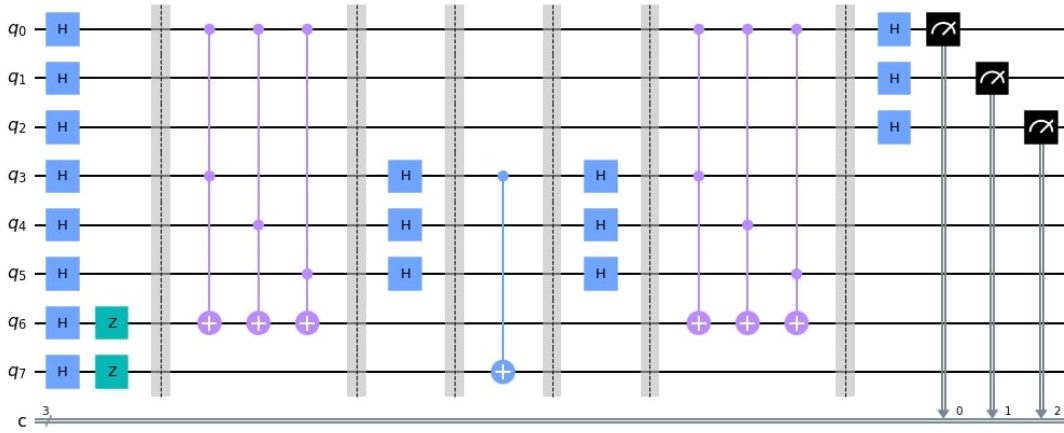 q0 H H
q1 H H
q2 H H
q3 H H H
q4 H H H
q5 H H H
q6 H Z
q7 H Z
c 3 0 1 2